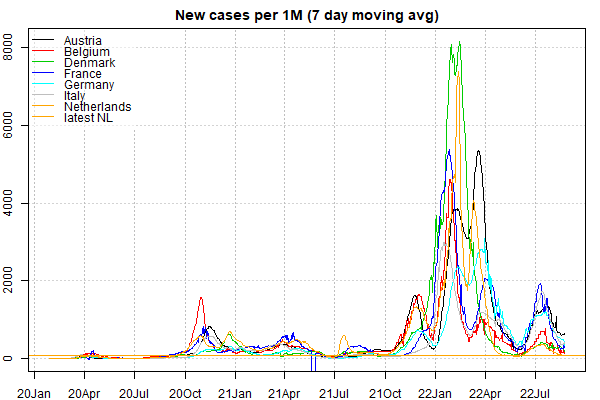 New cases per 1M (7 day moving avg)
8000
6000
4000
2000
0
Austria
Belgium
Denmark
France
Germany
Italy
Netherlands
latest NL
20Jan 20Apr 20Oct 21Jan 21Apr 21Jul 21Oct 22Jan 22Apr 22Jul